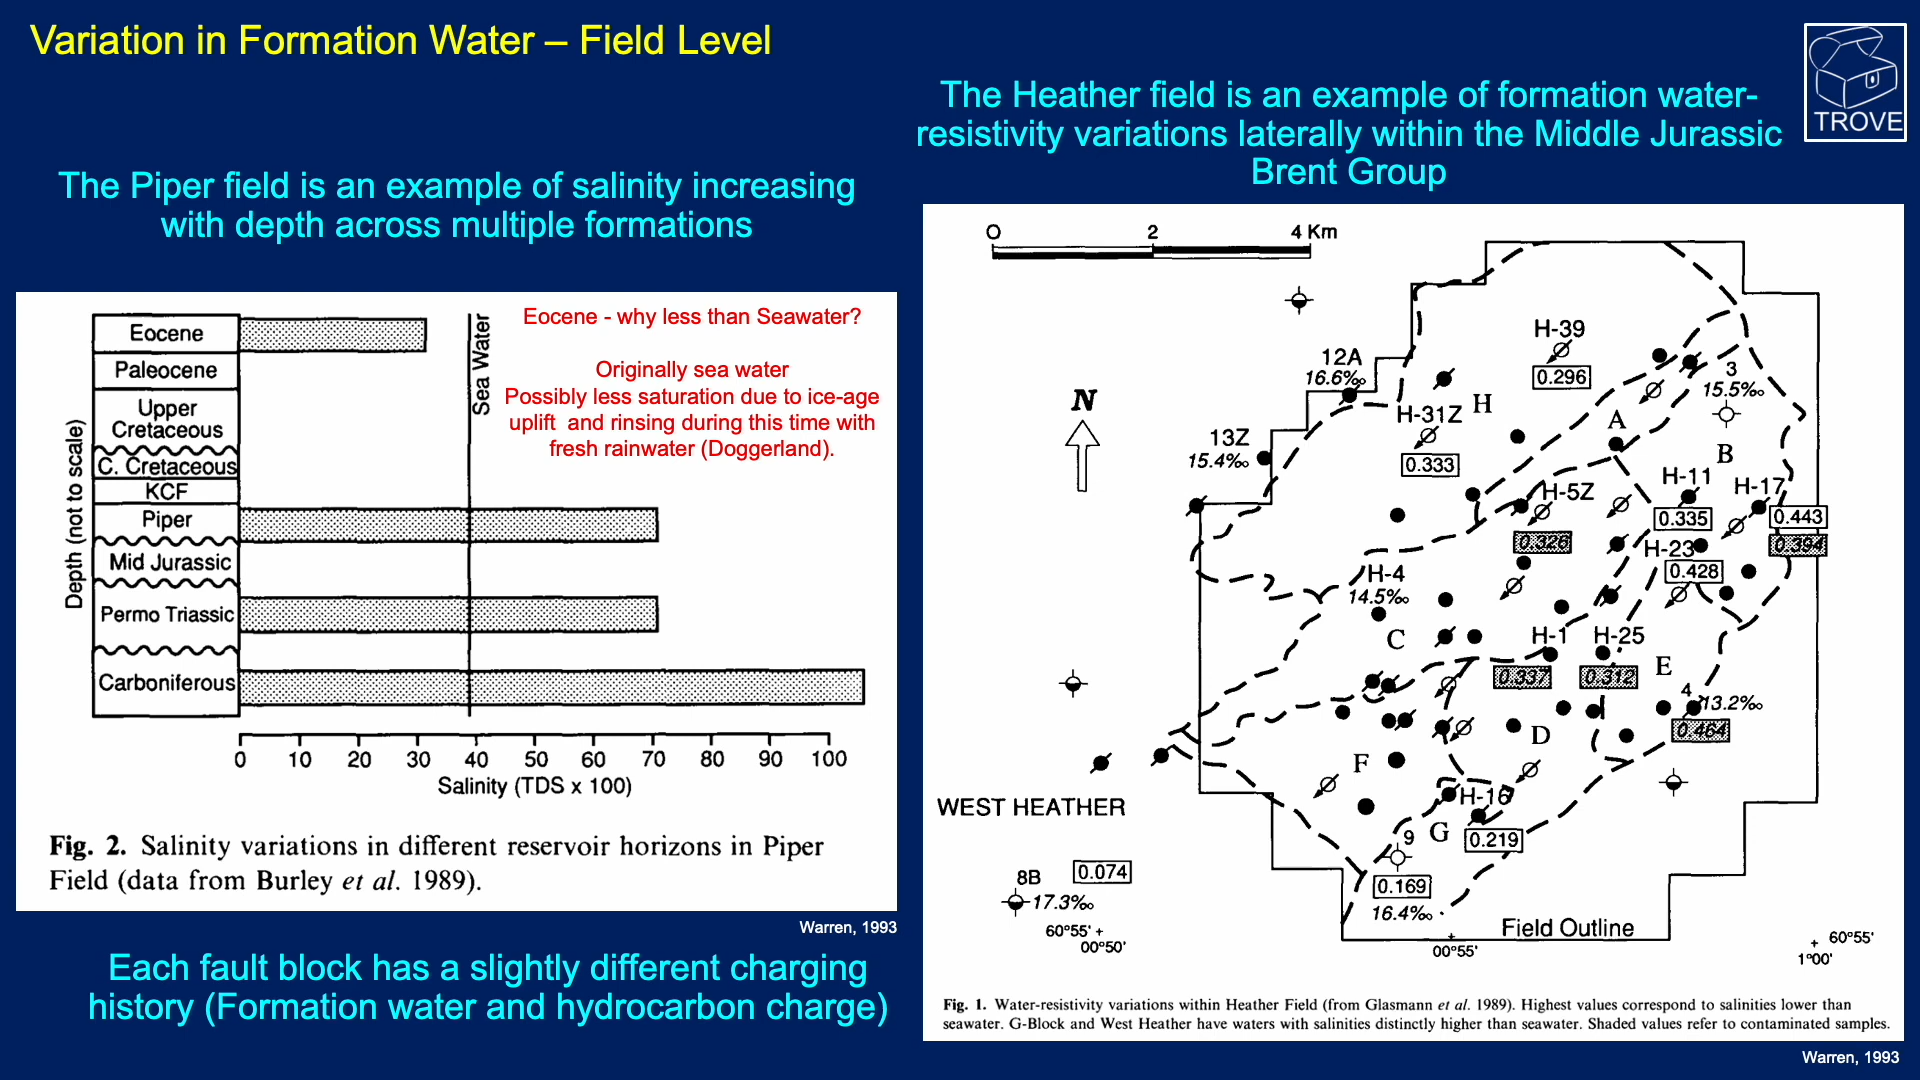 Variation in Formation Water – Field Level
TROVE
The Piper field is an example of salinity increasing
with depth across multiple formations
The Heather field is an example of formation water-
resistivity variations laterally within the Middle Jurassic
Brent Group
Eocene
Paleocene
Upper
Cretaceous
C. Cretaceous
KCF
Piper
Mid Jurassic
Permo Triassic
Carboniferous
Depth (not to scale)
Sea Water
Eocene - why less than Seawater?
Originally sea water
Possibly less saturation due to ice-age
uplift and rinsing during this time with
fresh rainwater (Doggerland).
0 10 20 30 40 50 60 70 80 90 100
Salinity (TDS x 100)
Fig. 2. Salinity variations in different reservoir horizons in Piper
Field (data from Burley et al. 1989).
Warren, 1993
Each fault block has a slightly different charging
history (Formation water and hydrocarbon charge)
O 2 4 Km
N
H-39
0.296
12A
16.6‰
H-31Z
H
0.333
13Z
15.4‰
3
15.5‰
A
B
H-5Z
0.326
H-11
0.335
H-17
0.443
0.394
H-23
0.428
H-4
14.5‰
C
H-1
0.337
H-25
0.312
E
4
13.2‰
0.464
D
F
H-16
G
0.219
9
0.169
16.4‰
WEST HEATHER
8B
0.074
17.3‰
60°55' +
00°50'
Field Outline
00°55'
+ 60°55'
1°00'
Fig. 1. Water-resistivity variations within Heather Field (from Glasmann et al. 1989). Highest values correspond to salinities lower than
seawater. G-Block and West Heather have waters with salinities distinctly higher than seawater. Shaded values refer to contaminated samples.
Warren, 1993